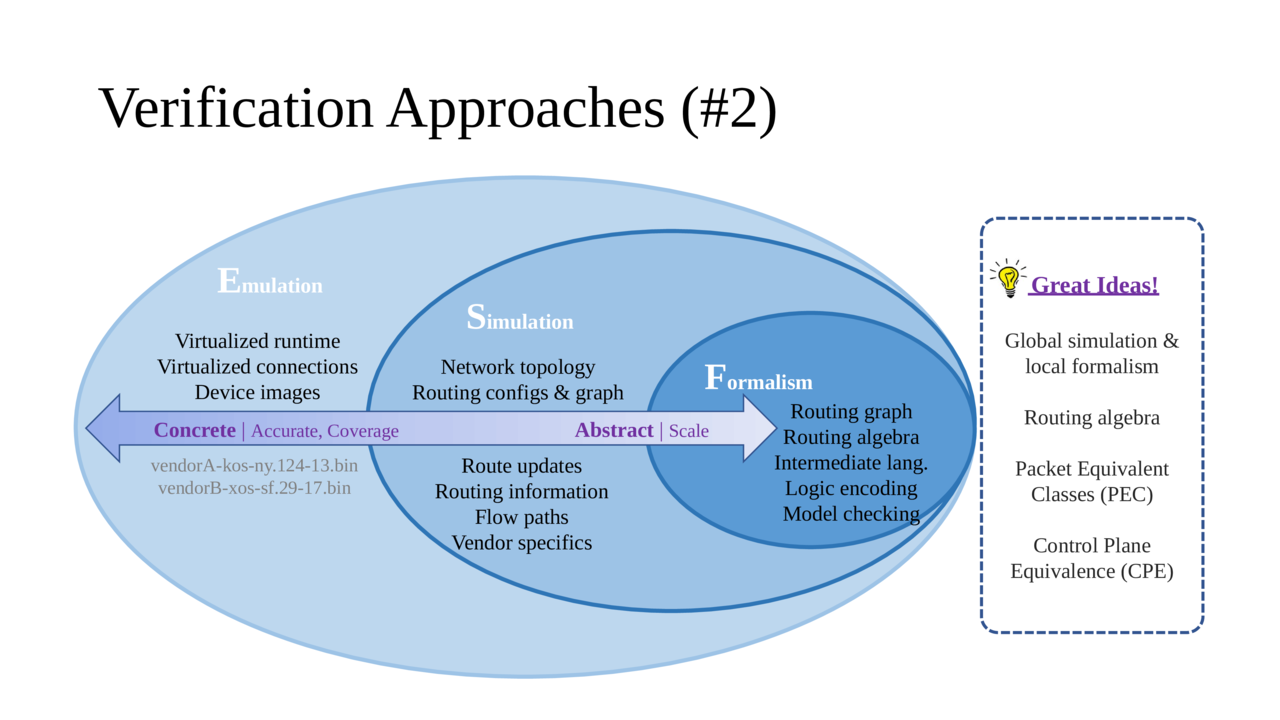 Verification Approaches (#2)
Emulation
Virtualized runtime
Virtualized connections
Device images
Concrete | Accurate, Coverage
vendorA-kos-ny.124-13.bin
vendorB-xos-sf.29-17.bin
Simulation
Network topology
Routing configs & graph
Abstract | Scale
Route updates
Routing information
Flow paths
Vendor specifics
Formalism
Routing graph
Routing algebra
Intermediate lang.
Logic encoding
Model checking
Great Ideas!
Global simulation &
local formalism
Routing algebra
Packet Equivalent
Classes (PEC)
Control Plane
Equivalence (CPE)